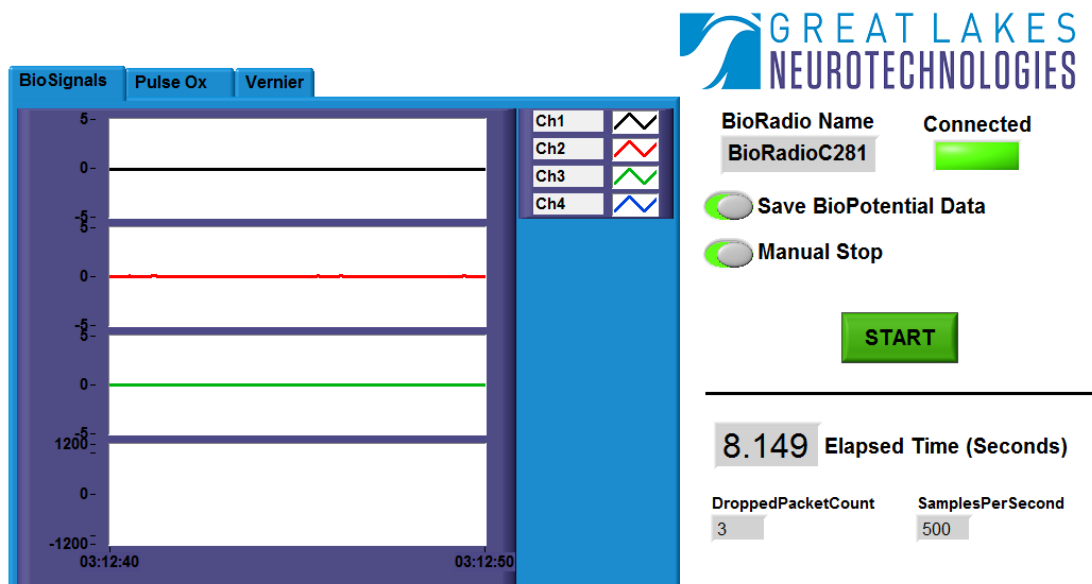 GREAT LAKES
NEUROTECHNOLOGIES
BioSignals
Pulse Ox
Vernier
5
0
-5
5
0
-5
5
0
-5
1200
0
-1200
03:12:40
03:12:50
Ch1
Ch2
Ch3
Ch4
BioRadio Name
BioRadioC281
Connected
Save BioPotential Data
Manual Stop
START
8.149 Elapsed Time (Seconds)
DroppedPacketCount
3
SamplesPerSecond
500